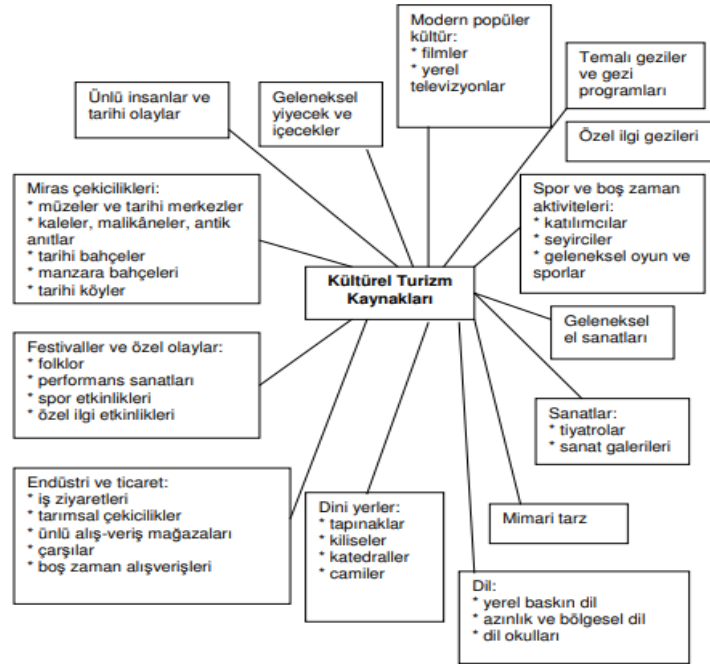 Modern popüler
kültür:
* filmler
* yerel
televizyonlar
Temalı geziler
ve gezi
programları
Ünlü insanlar ve
tarihi olaylar
Geleneksel
yiyecek ve
içecekler
Özel ilgi gezileri
Miras çekicilikleri:
* müzeler ve tarihi merkezler
* kaleler, malikâneler, antik
anıtlar
* tarihi bahçeler
* manzara bahçeleri
* tarihi köyler
Spor ve boş zaman
aktiviteleri:
* katılımcılar
* seyirciler
* geleneksel oyun ve
sporlar
Kültürel Turizm
Kaynakları
Geleneksel
el sanatları
Festivaller ve özel olaylar:
* folklor
* performans sanatları
* spor etkinlikleri
* özel ilgi etkinlikleri
Sanatlar:
* tiyatrolar
* sanat galerileri
Endüstri ve ticaret:
* iş ziyaretleri
* tarımsal çekicilikler
* ünlü alış-veriş mağazaları
* çarşılar
* boş zaman alışverişleri
Dini yerler:
* tapınaklar
* kiliseler
* katedraller
* camiler
Mimari tarz
Dil:
* yerel baskın dil
* azınlık ve bölgesel dil
* dil okulları